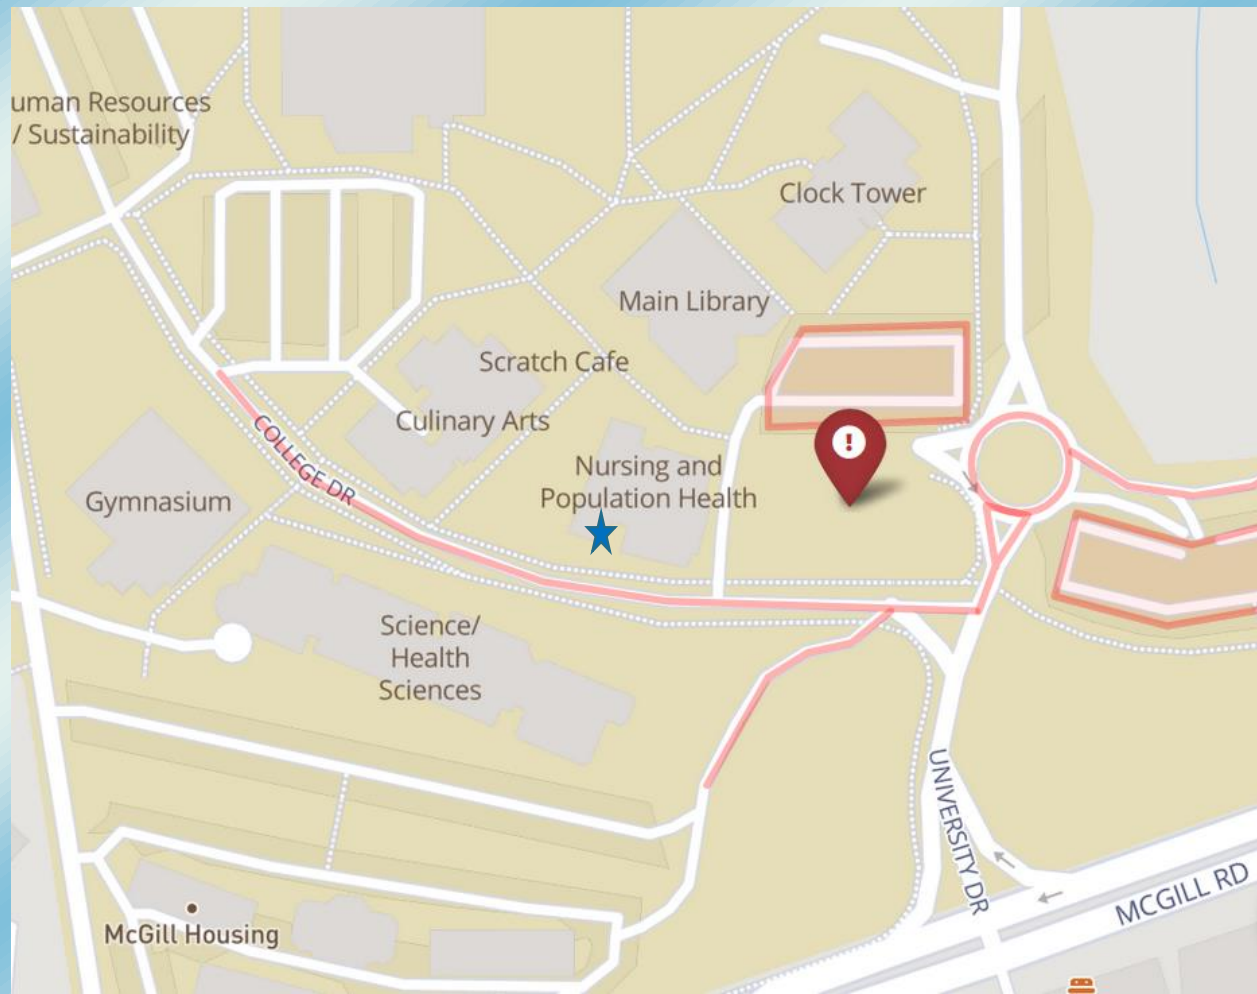 uman Resources
/ Sustainability
Clock Tower
Main Library
Scratch Cafe
Culinary Arts
COLLEGE DR
Nursing and
Population Health
!
Gymnasium
Science/
Health
Sciences
UNIVERSITY DR
MCGILL RD
McGill Housing